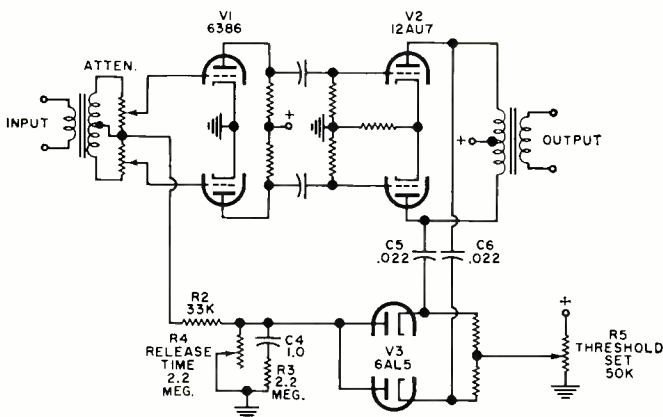 V1
6386
V2
12AU7
ATTEN.
INPUT
+
+
OUTPUT
C5
.022
C6
.022
R2
33K
R4
RELEASE
TIME
2.2
MEG.
C4
1.0
R3
2.2
MEG.
V3
6AL5
+
R5
THRESHOLD
SET
50K